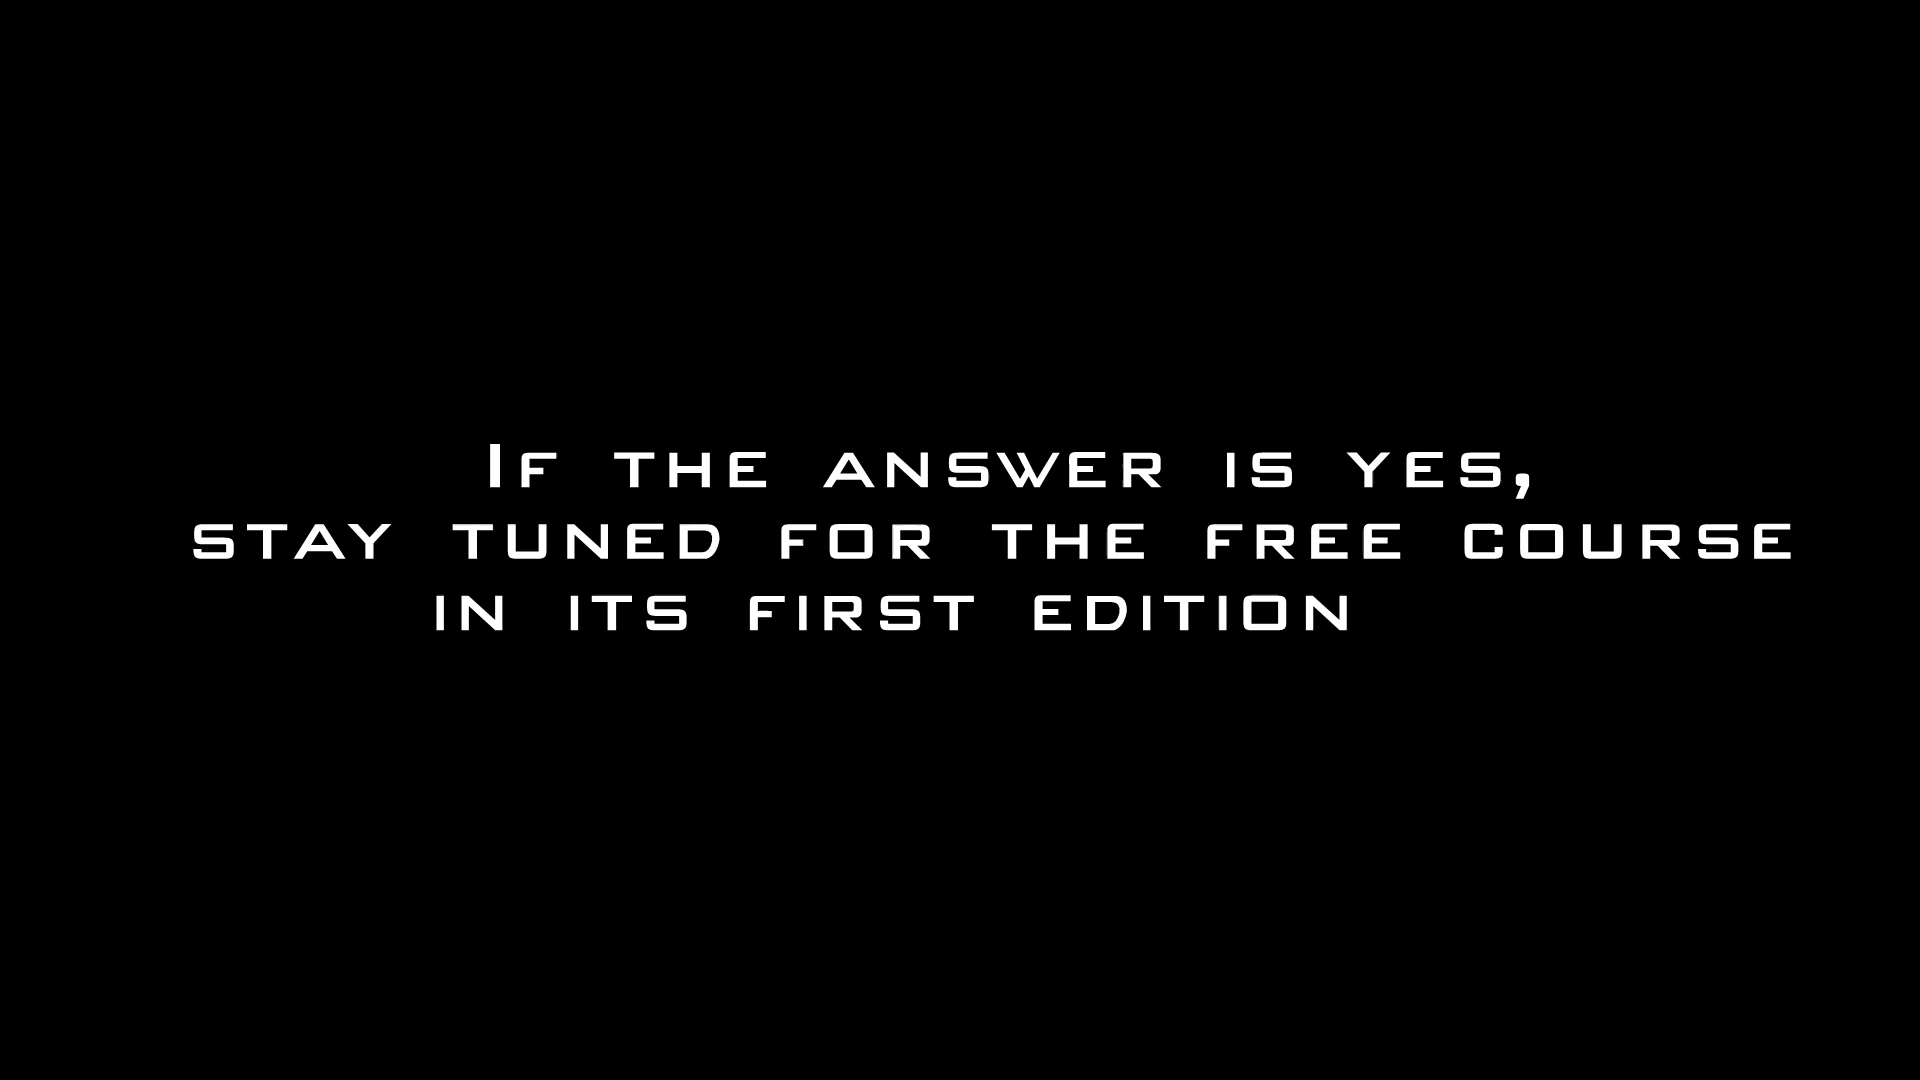 If the answer is yes,
stay tuned for the free course
in its first edition